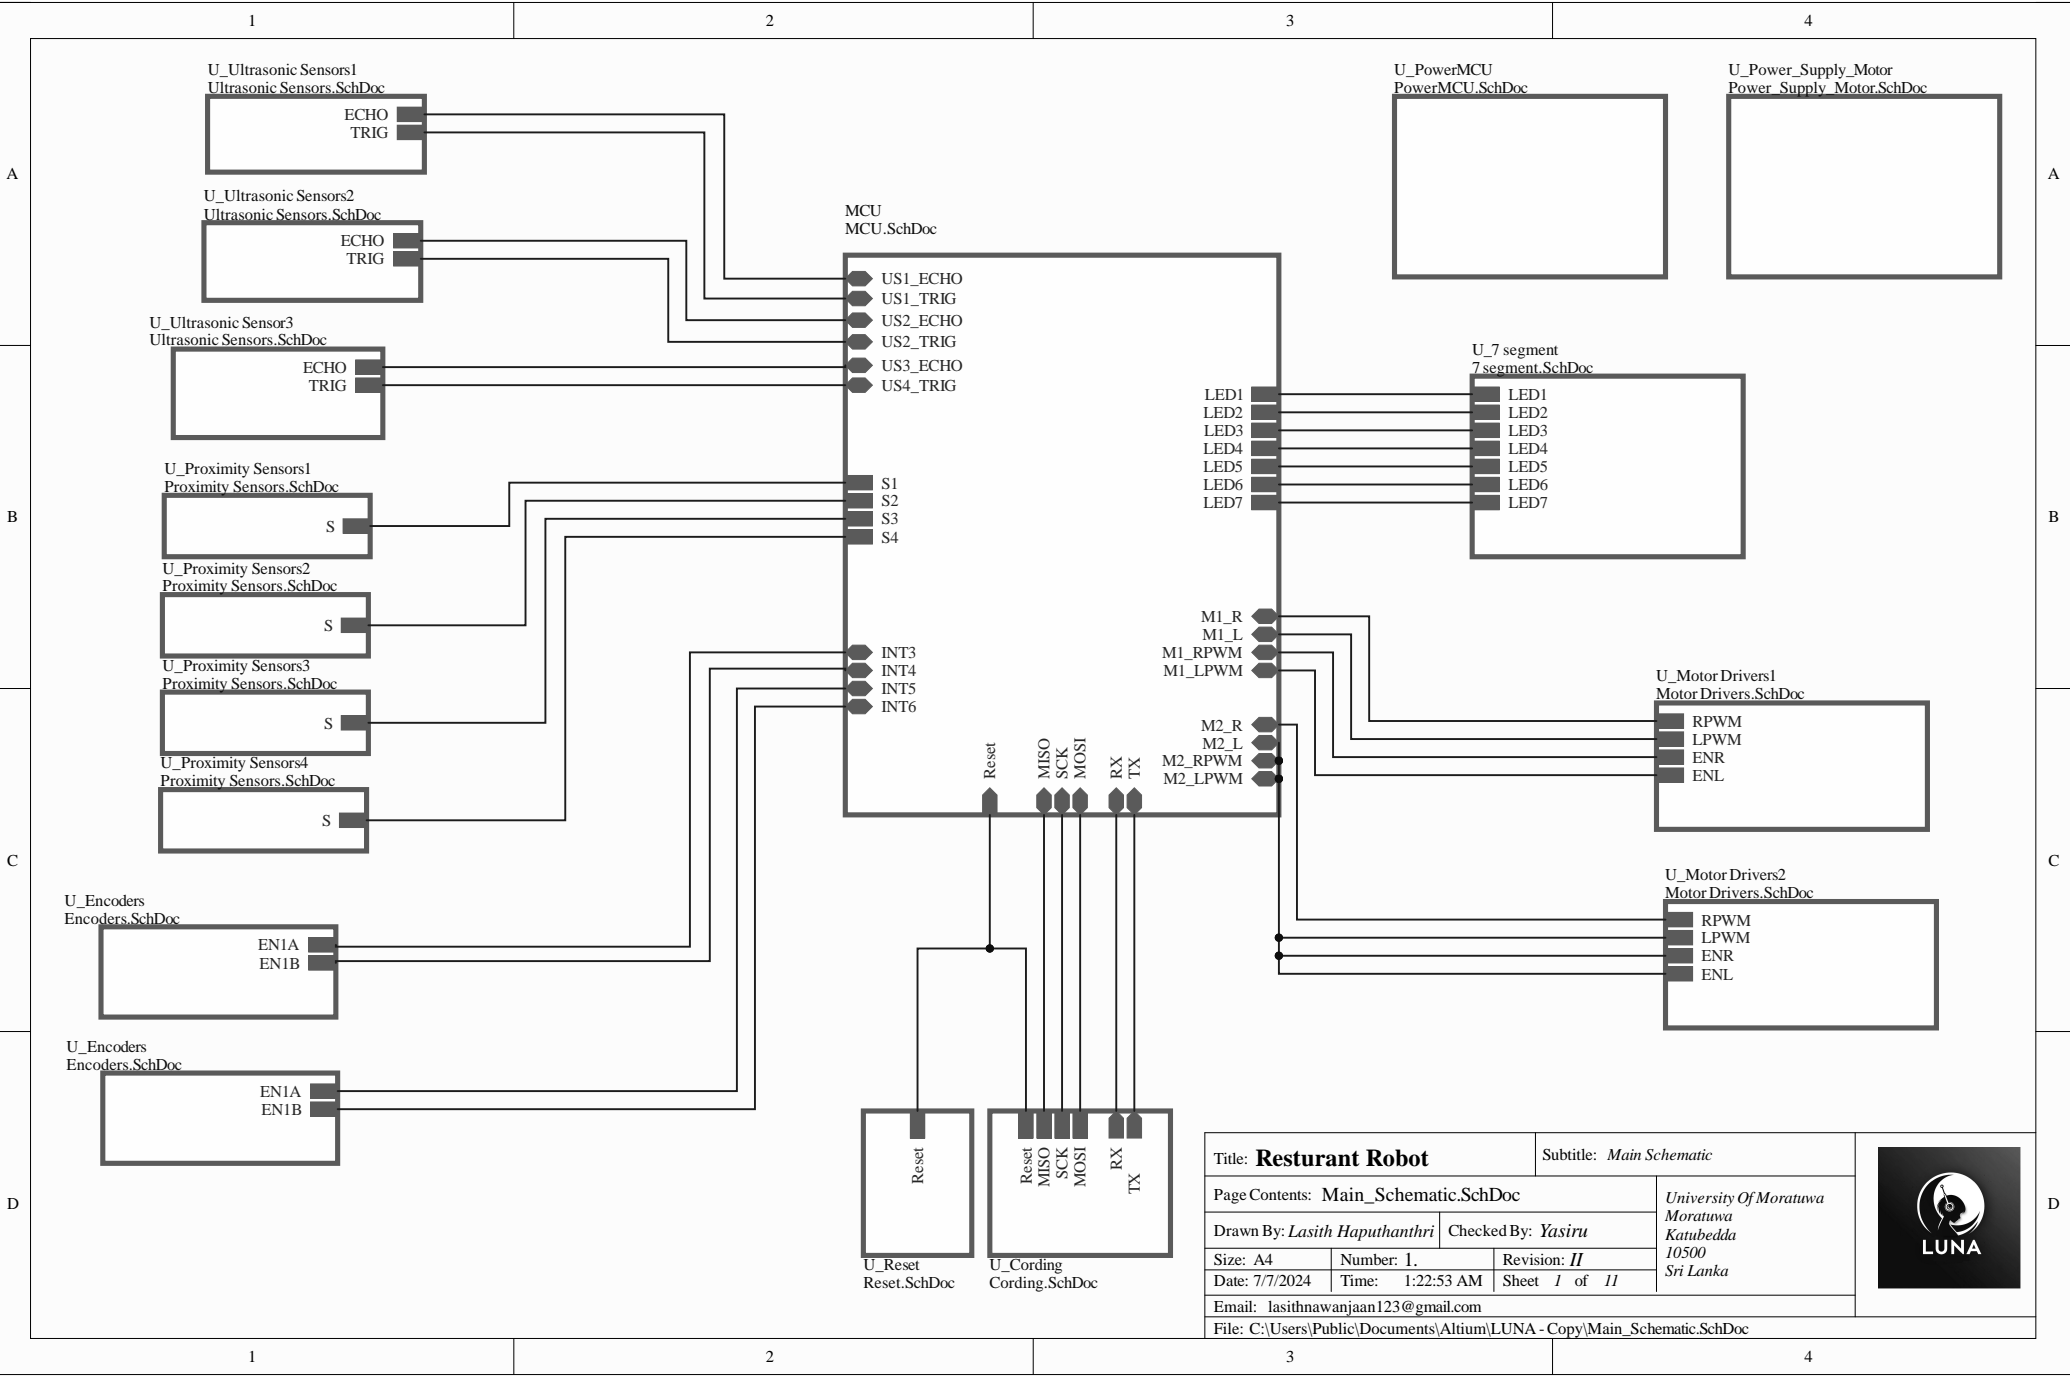 1 2 3 4
A A
B B
C C
D D
1 2 3 4
U_Ultrasonic Sensors1
Ultrasonic Sensors.SchDoc
ECHO
TRIG
U_Ultrasonic Sensors2
Ultrasonic Sensors.SchDoc
ECHO
TRIG
U_Ultrasonic Sensor3
Ultrasonic Sensors.SchDoc
ECHO
TRIG
U_Proximity Sensors1
Proximity Sensors.SchDoc
S
U_Proximity Sensors2
Proximity Sensors.SchDoc
S
U_Proximity Sensors3
Proximity Sensors.SchDoc
S
U_Proximity Sensors4
Proximity Sensors.SchDoc
S
U_Encoders
Encoders.SchDoc
EN1A
EN1B
U_Encoders
Encoders.SchDoc
EN1A
EN1B
MCU
MCU.SchDoc
US1_ECHO
US1_TRIG
US2_ECHO
US2_TRIG
US3_ECHO
US4_TRIG
S1
S2
S3
S4
INT3
INT4
INT5
INT6
Reset
MISO
SCK
MOSI
RX
TX
LED1
LED2
LED3
LED4
LED5
LED6
LED7
M1_R
M1_L
M1_RPWM
M1_LPWM
M2_R
M2_L
M2_RPWM
M2_LPWM
U_PowerMCU
PowerMCU.SchDoc
U_Power_Supply_Motor
Power_Supply_Motor.SchDoc
U_7 segment
7 segment.SchDoc
LED1
LED2
LED3
LED4
LED5
LED6
LED7
U_Motor Drivers1
Motor Drivers.SchDoc
RPWM
LPWM
ENR
ENL
U_Motor Drivers2
Motor Drivers.SchDoc
RPWM
LPWM
ENR
ENL
Reset
U_Reset
Reset.SchDoc
Reset
MISO
SCK
MOSI
RX
TX
U_Cording
Cording.SchDoc
Title: Resturant Robot Subtitle: Main Schematic
Page Contents: Main_Schematic.SchDoc
Drawn By: Lasith Haputhanthri Checked By: Yasiru
Size: A4 Number: 1. Revision: II
Date: 7/7/2024 Time: 1:22:53 AM Sheet 1 of 11
University Of Moratuwa
Moratuwa
Katubedda
10500
Sri Lanka
Email: lasithnawanjaan123@gmail.com
File: C:\Users\Public\Documents\Altium\LUNA - Copy\Main_Schematic.SchDoc
LUNA